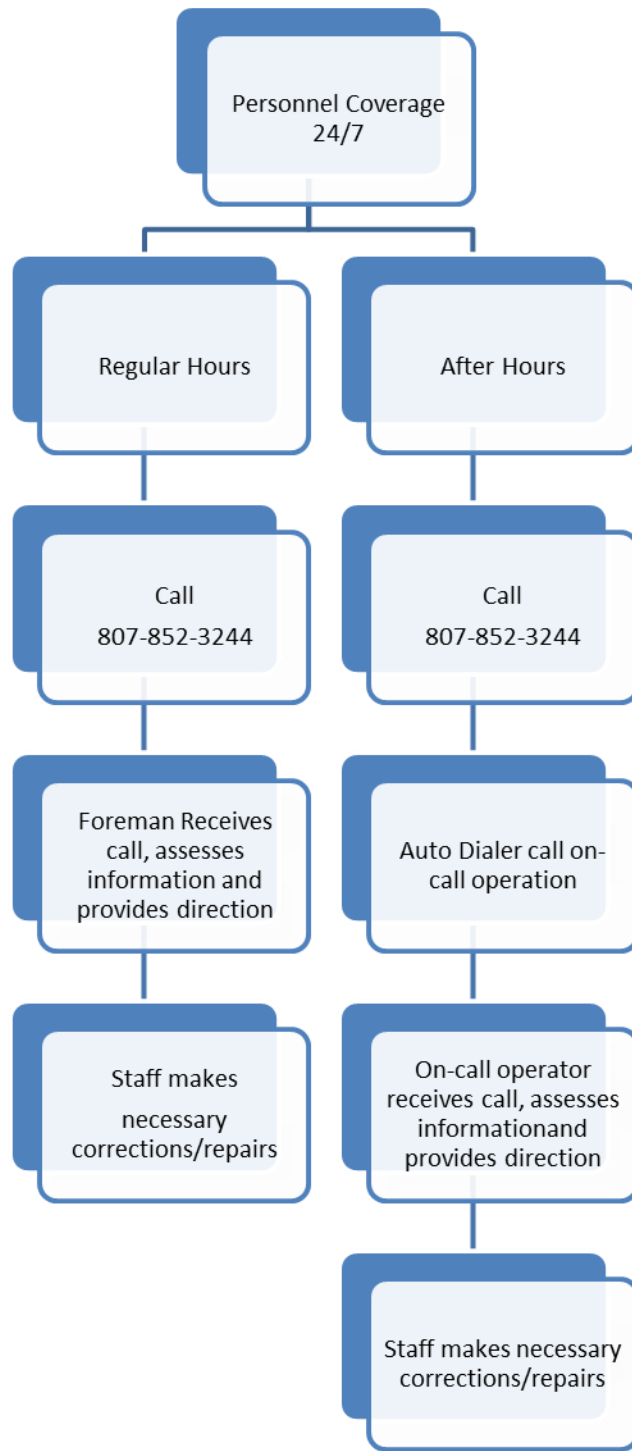 Personnel Coverage
24/7
Regular Hours
After Hours
Call
807-852-3244
Call
807-852-3244
Foreman Receives
call, assesses
information and
provides direction
Auto Dialer call on-
call operation
Staff makes
necessary
corrections/repairs
On-call operator
receives call, assesses
informationand
provides direction
Staff makes necessary
corrections/repairs